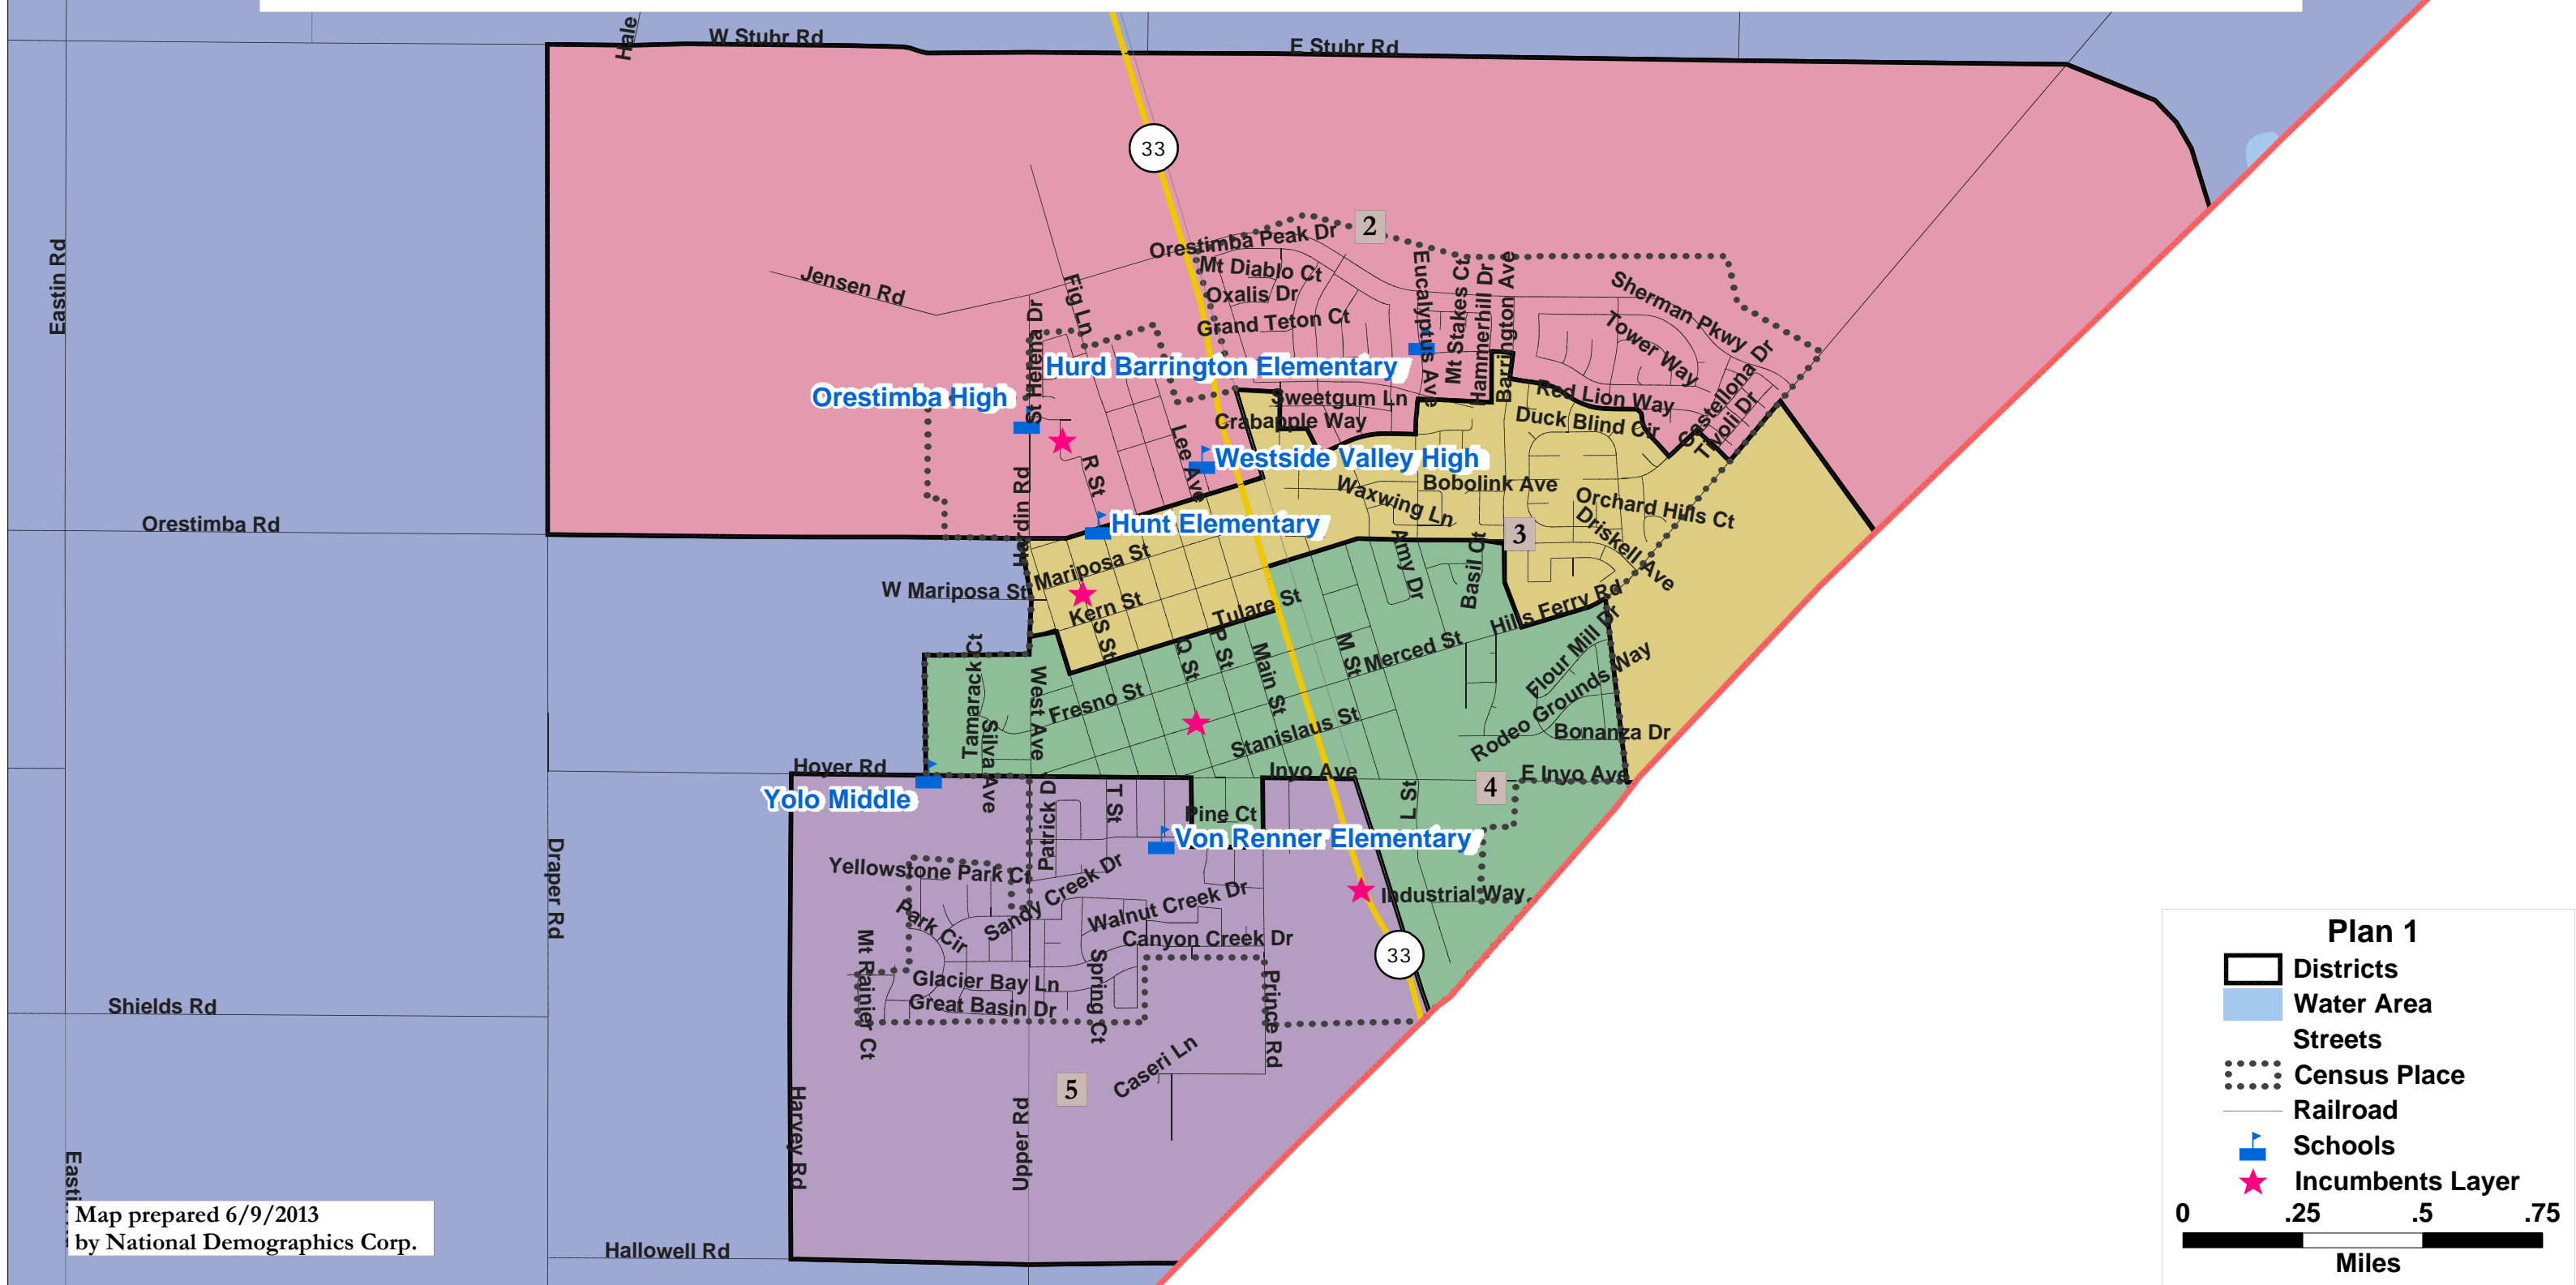 Hale
W Stuhr Rd
E Stuhr Rd
33
2
Orestimba Peak Dr
Eastin Rd
Jensen Rd
Fig Ln
Mt Diablo Ct
Oxalis Dr
Grand Teton Ct
Eucalyptus Ave
Mt Stakes Ct
Hammerhill Dr
Barrington Ave
Sherman Pkwy
Tower Way
St Helena Dr
Hurd Barrington Elementary
Orestimba High
Sweetgum Ln
Crabapple Way
Red Lion Way
Duck Blind Cir
Castellona Dr
Tivoli Dr
Lee Ave
R St
Westside Valley High
Hardin Rd
Waxwing Ln
Bobolink Ave
Orchard Hills Ct
Driskell Ave
Orestimba Rd
Hunt Elementary
3
Mariposa St
W Mariposa St
Kern St
Tulare St
Amy Dr
Basil Ct
Hills Ferry Rd
S St
Q St
P St
Main St
M St
Merced St
Flour Mill Dr
Rodeo Grounds Way
Tamarack Ct
Silva Ave
West Ave
Fresno St
Stanislaus St
Bonanza Dr
Hoyer Rd
Inyo Ave
E Inyo Ave
4
Yolo Middle
Patrick D
T St
Pine Ct
L St
Von Renner Elementary
Draper Rd
Yellowstone Park Ct
Sandy Creek Dr
Walnut Creek Dr
Industrial Way
Park Cir
Canyon Creek Dr
33
Mt Rainier Ct
Glacier Bay Ln
Great Basin Dr
Spring Ct
Prince Rd
Shields Rd
Caseri Ln
5
Harvey Rd
Upper Rd
Hallowell Rd
Map prepared 6/9/2013
by National Demographics Corp.
Plan 1
Districts
Water Area
Streets
Census Place
Railroad
Schools
Incumbents Layer
0 .25 .5 .75
Miles